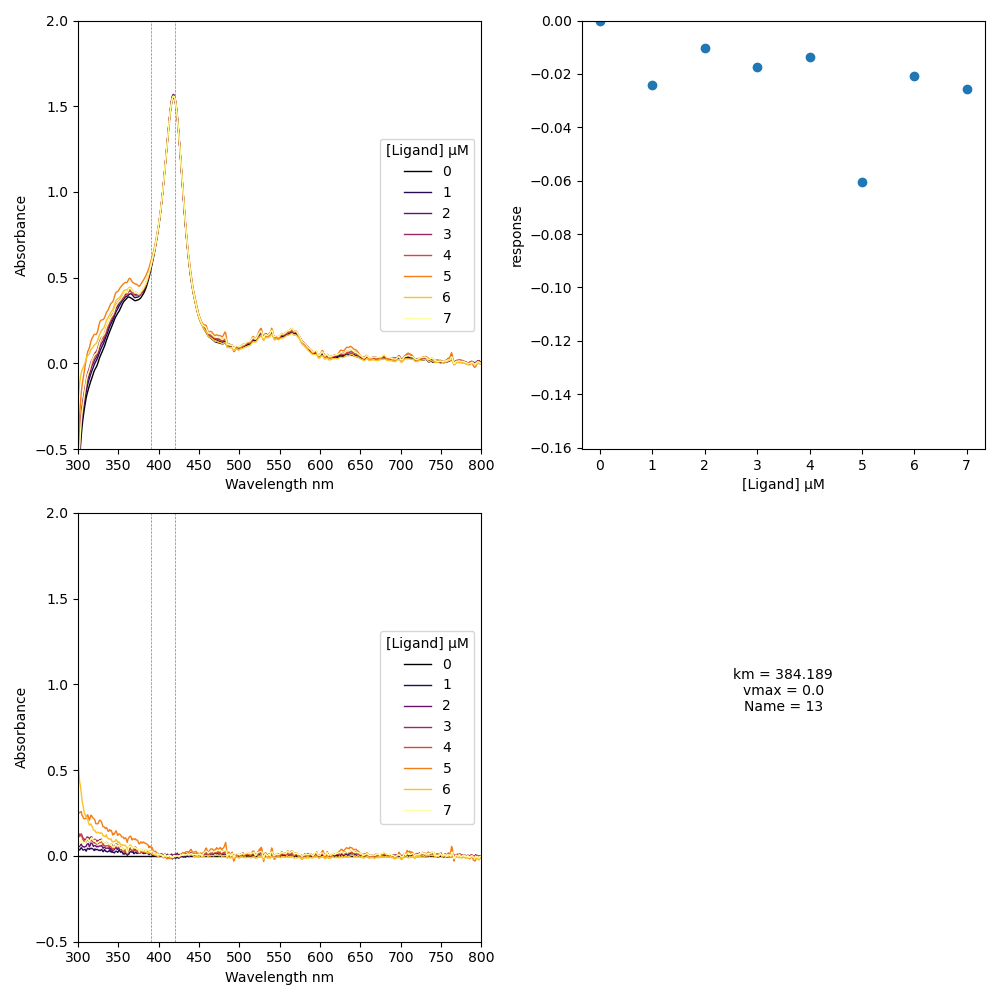 2.0
1.5
1.0
0.5
0.0
−0.5
300 350 400 450 500 550 600 650 700 750 800
Absorbance
Wavelength nm
[Ligand] μM
0
1
2
3
4
5
6
7
0.00
−0.02
−0.04
−0.06
−0.08
−0.10
−0.12
−0.14
−0.16
0 1 2 3 4 5 6 7
response
[Ligand] μM
2.0
1.5
1.0
0.5
0.0
−0.5
300 350 400 450 500 550 600 650 700 750 800
Absorbance
Wavelength nm
[Ligand] μM
0
1
2
3
4
5
6
7
km = 384.189
vmax = 0.0
Name = 13